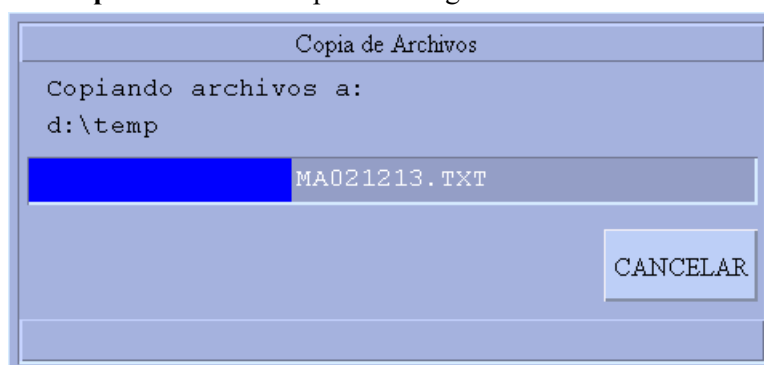 Copia de Archivos
Copiando archivos a:
d:\temp
MA021213.TXT
CANCELAR